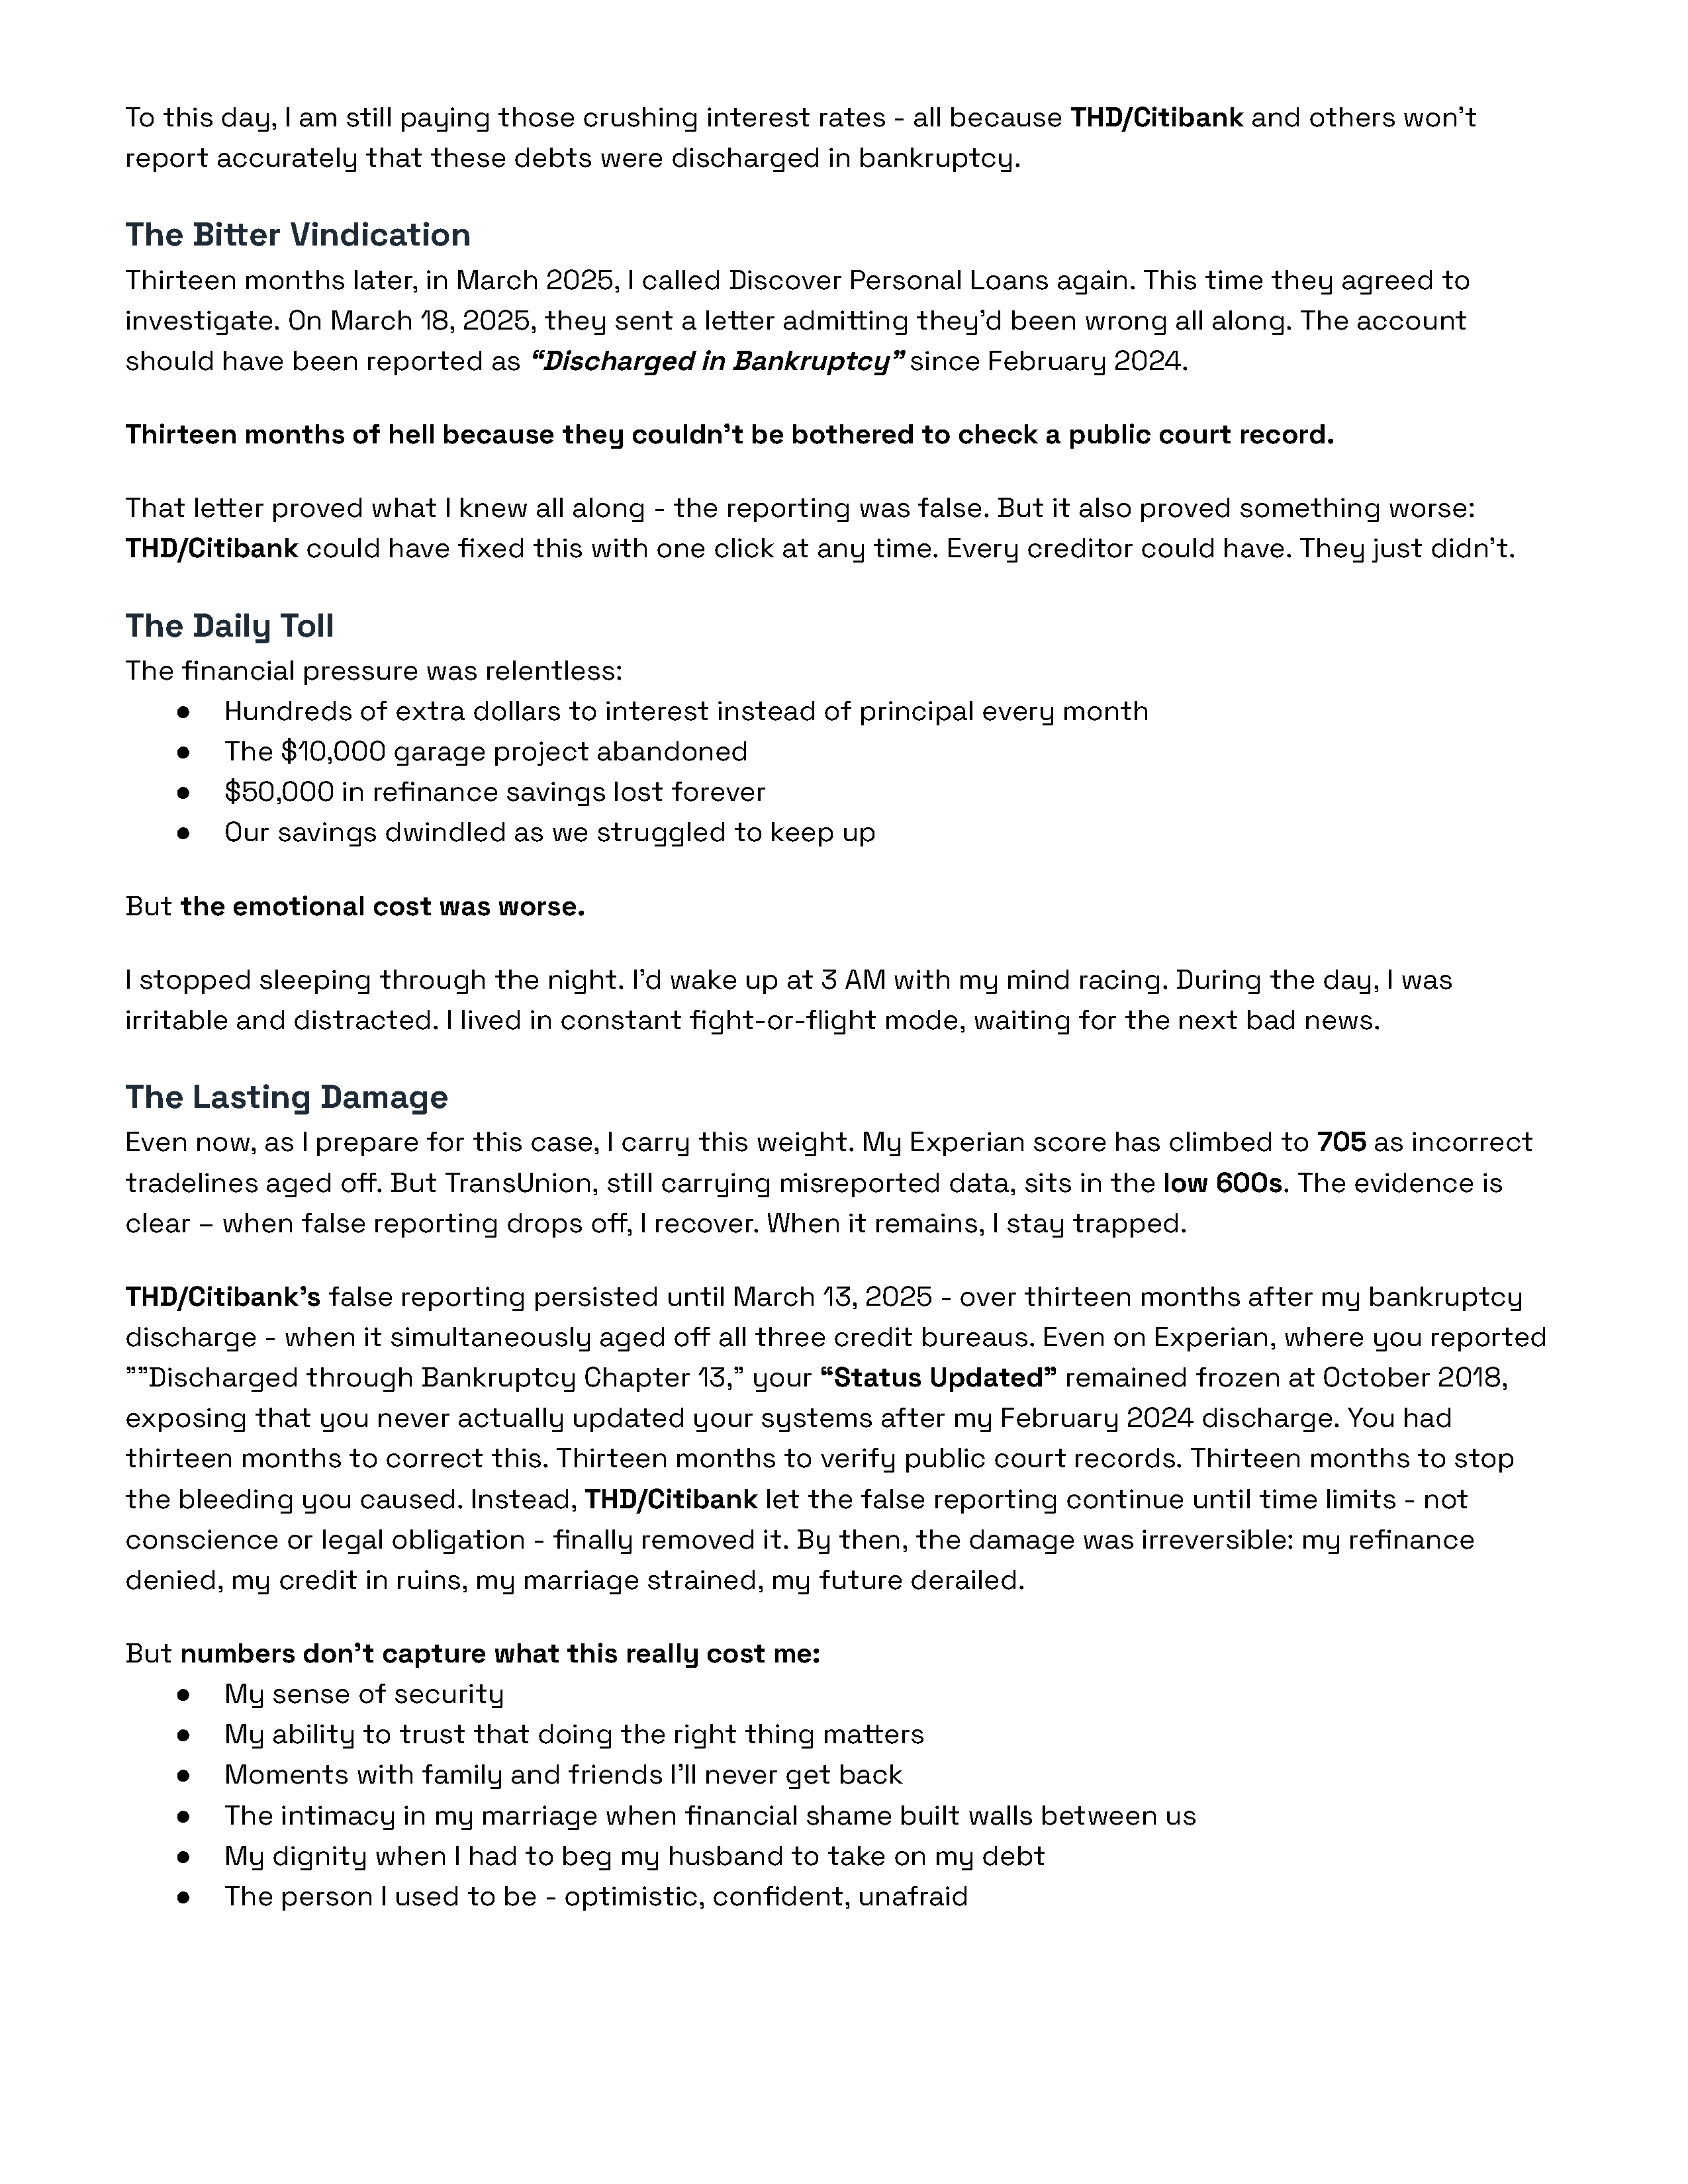 To this day, I am still paying those crushing interest rates - all because THD/Citibank and others won't
report accurately that these debts were discharged in bankruptcy.
The Bitter Vindication
Thirteen months later, in March 2025, I called Discover Personal Loans again. This time they agreed to
investigate. On March 18, 2025, they sent a letter admitting they'd been wrong all along. The account
should have been reported as “Discharged in Bankruptcy” since February 2024.
Thirteen months of hell because they couldn't be bothered to check a public court record.
That letter proved what I knew all along - the reporting was false. But it also proved something worse:
THD/Citibank could have fixed this with one click at any time. Every creditor could have. They just didn't.
The Daily Toll
The financial pressure was relentless:
● Hundreds of extra dollars to interest instead of principal every month
● The $10,000 garage project abandoned
● $50,000 in refinance savings lost forever
● Our savings dwindled as we struggled to keep up
But the emotional cost was worse.
I stopped sleeping through the night. I'd wake up at 3 AM with my mind racing. During the day, I was
irritable and distracted. I lived in constant fight-or-flight mode, waiting for the next bad news.
The Lasting Damage
Even now, as I prepare for this case, I carry this weight. My Experian score has climbed to 705 as incorrect
tradelines aged off. But TransUnion, still carrying misreported data, sits in the low 600s. The evidence is
clear – when false reporting drops off, I recover. When it remains, I stay trapped.
THD/Citibank's false reporting persisted until March 13, 2025 - over thirteen months after my bankruptcy
discharge - when it simultaneously aged off all three credit bureaus. Even on Experian, where you reported
””Discharged through Bankruptcy Chapter 13,” your “Status Updated” remained frozen at October 2018,
exposing that you never actually updated your systems after my February 2024 discharge. You had
thirteen months to correct this. Thirteen months to verify public court records. Thirteen months to stop
the bleeding you caused. Instead, THD/Citibank let the false reporting continue until time limits - not
conscience or legal obligation - finally removed it. By then, the damage was irreversible: my refinance
denied, my credit in ruins, my marriage strained, my future derailed.
But numbers don't capture what this really cost me:
● My sense of security
● My ability to trust that doing the right thing matters
● Moments with family and friends I'll never get back
● The intimacy in my marriage when financial shame built walls between us
● My dignity when I had to beg my husband to take on my debt
● The person I used to be - optimistic, confident, unafraid